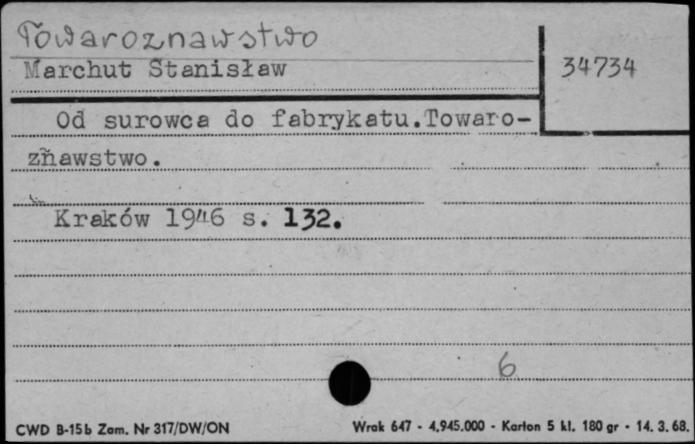 Towaroznawstwo
Marchut Stanisław
34734
Od surowca do fabrykatu.Towaro-
znawstwo.
Kraków 1946 s. 132.
6
CWD B-15b Zam. Nr 317/DW/ON
Wrak 647 - 4.945.000 - Karton 5 kl. 180 gr - 14. 3. 68.